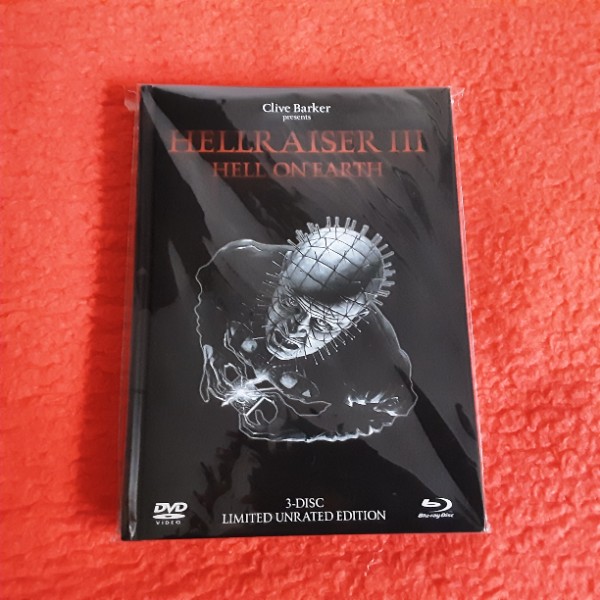 Clive Barker
presents
HELLRAISER III
HELL ON EARTH
3-DISC
LIMITED UNRATED EDITION
DVD
VIDEO
Blu-ray Disc